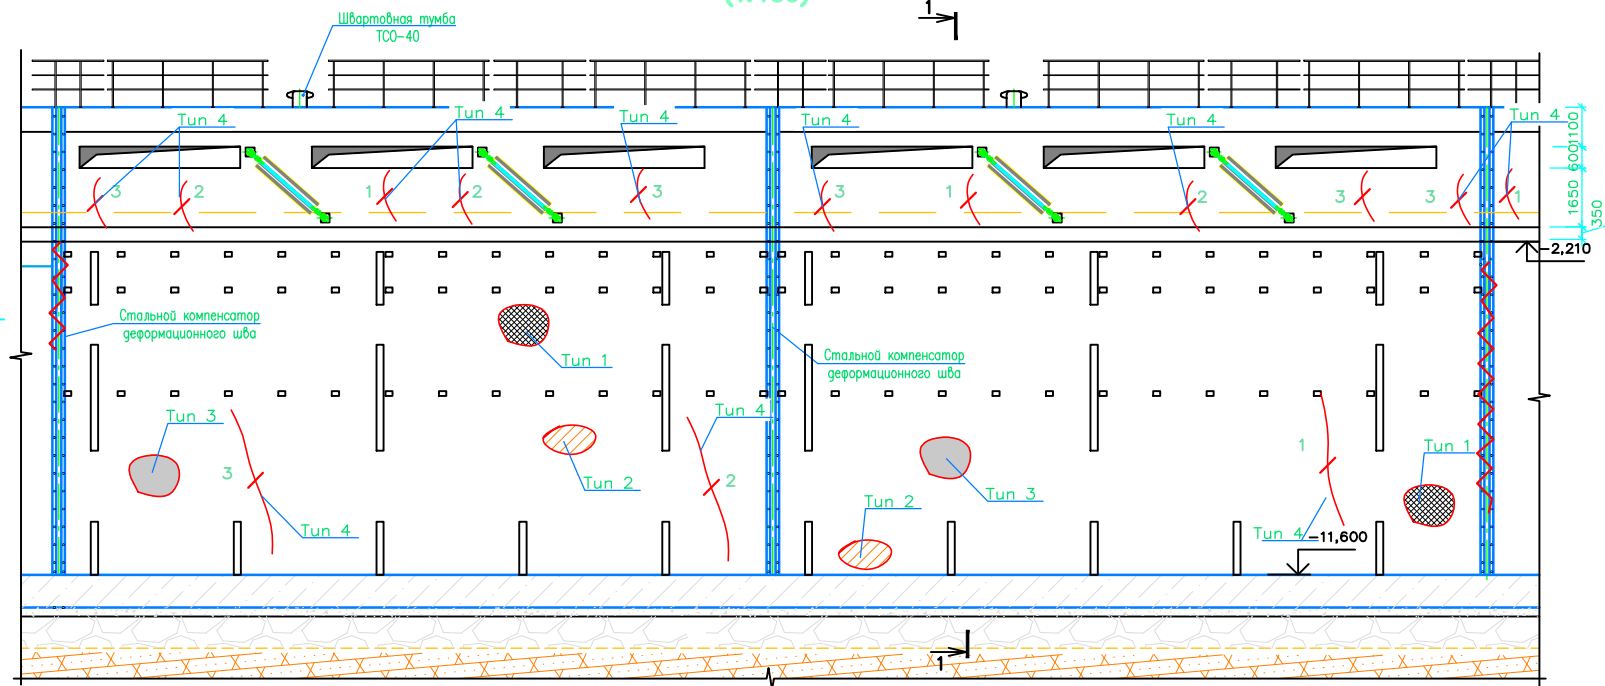 1
Швартовная тумба
ТСО-40
Тип 4
Тип 4
Тип 4
Тип 4
Тип 4
Тип 4
3
2
1
2
3
3
1
2
3
3
1
1100
600
1650
350
-2,210
Стальной компенсатор
деформационного шва
Тип 1
Стальной компенсатор
деформационного шва
Тип 3
Тип 4
Тип 2
3
2
1
Тип 1
Тип 3
Тип 2
Тип 4
Тип 4
-11,600
1